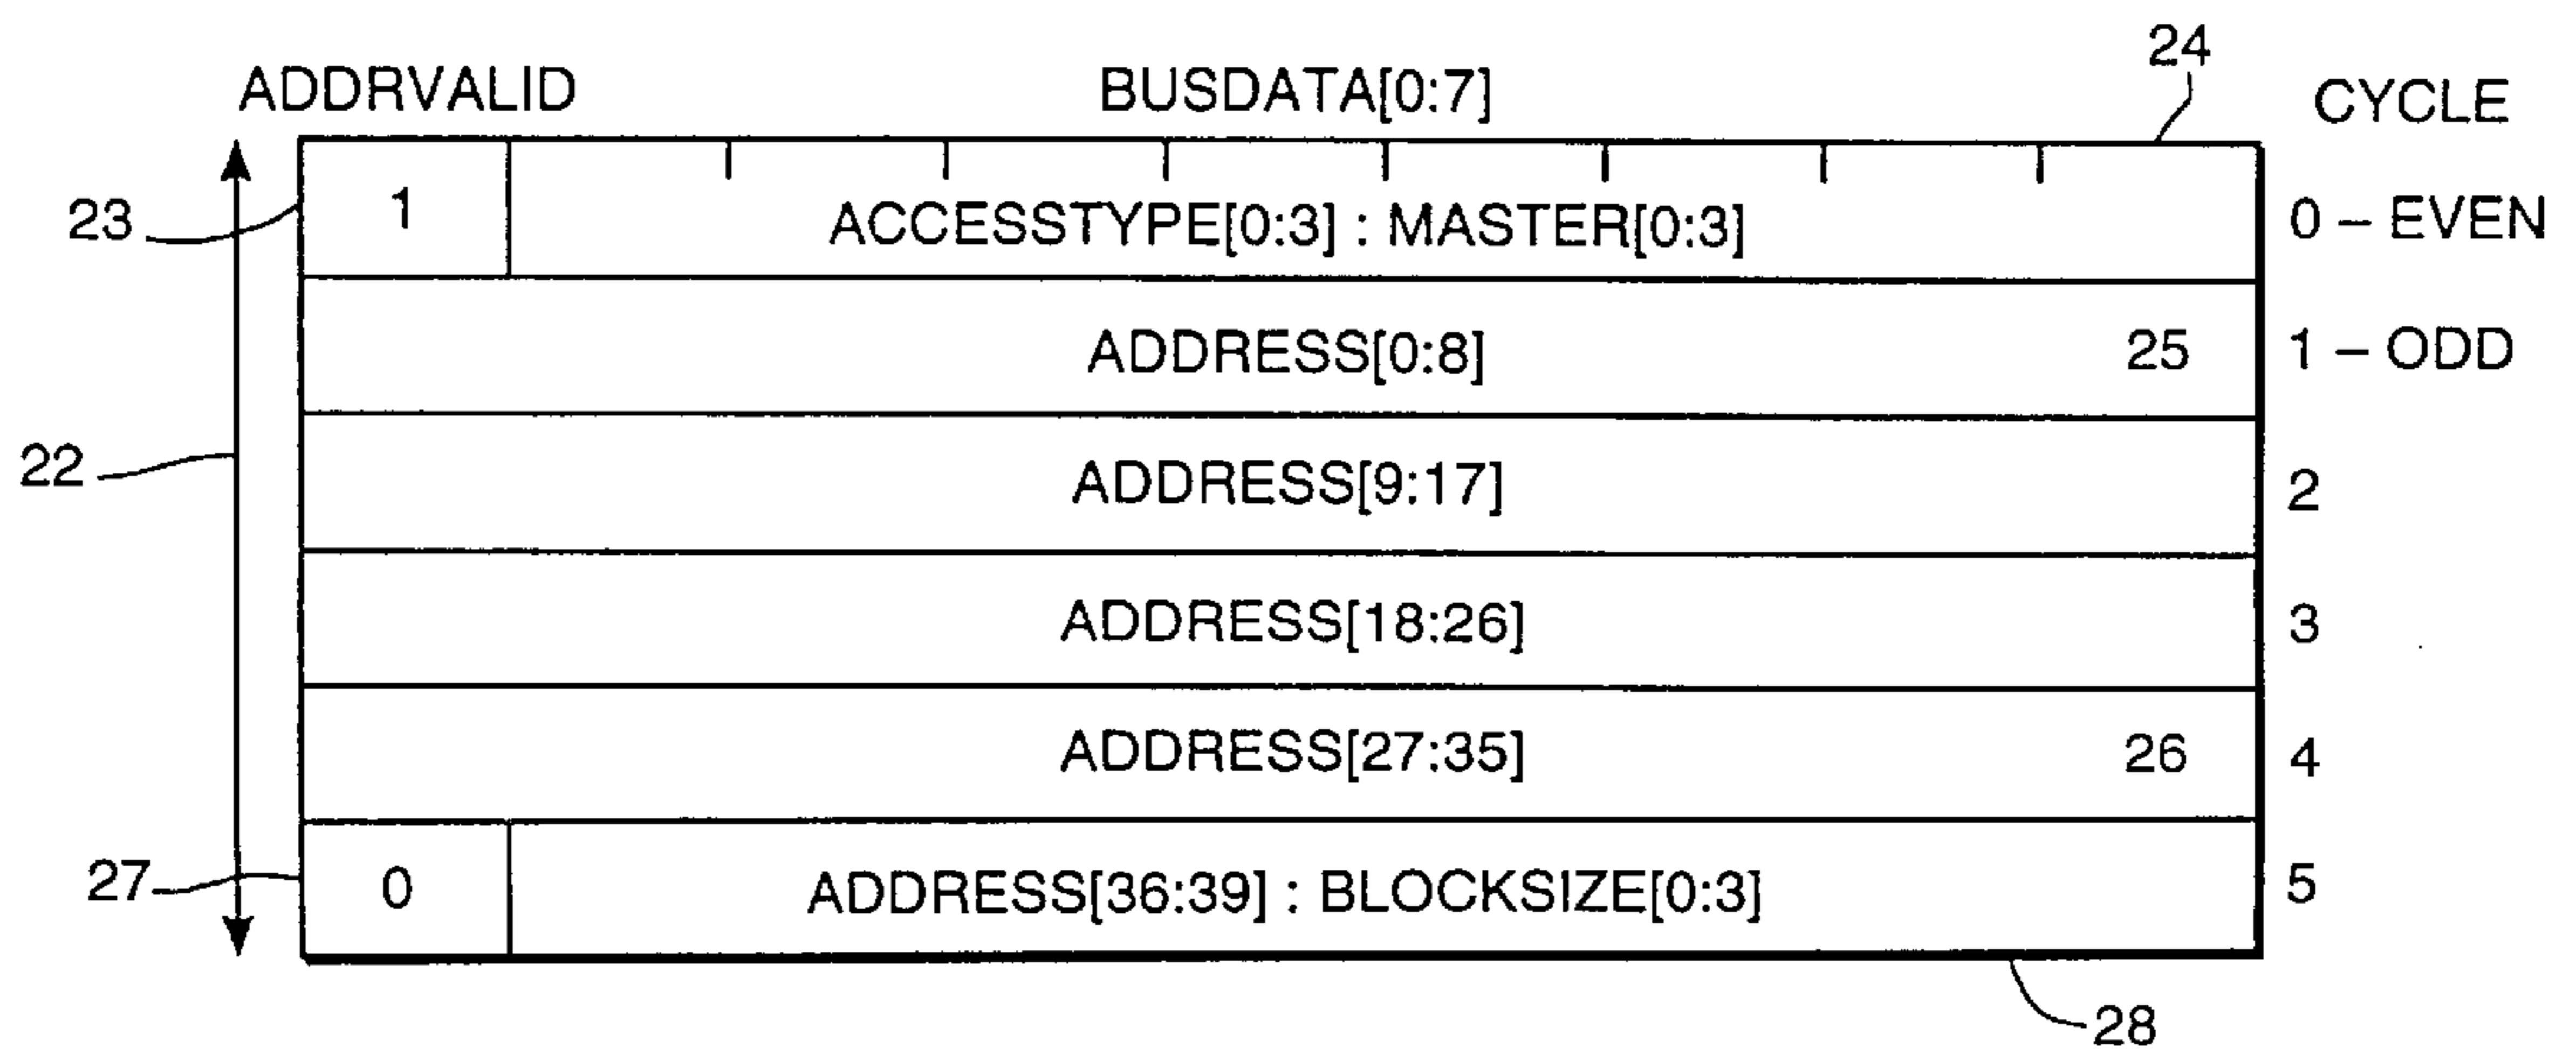 24
ADDRVALID BUSDATA[0:7] CYCLE
23 1 ACCESSTYPE[0:3] : MASTER[0:3] 0 – EVEN
ADDRESS[0:8] 25 1 – ODD
22 ADDRESS[9:17] 2
ADDRESS[18:26] 3
ADDRESS[27:35] 26 4
27 0 ADDRESS[36:39] : BLOCKSIZE[0:3] 5
28